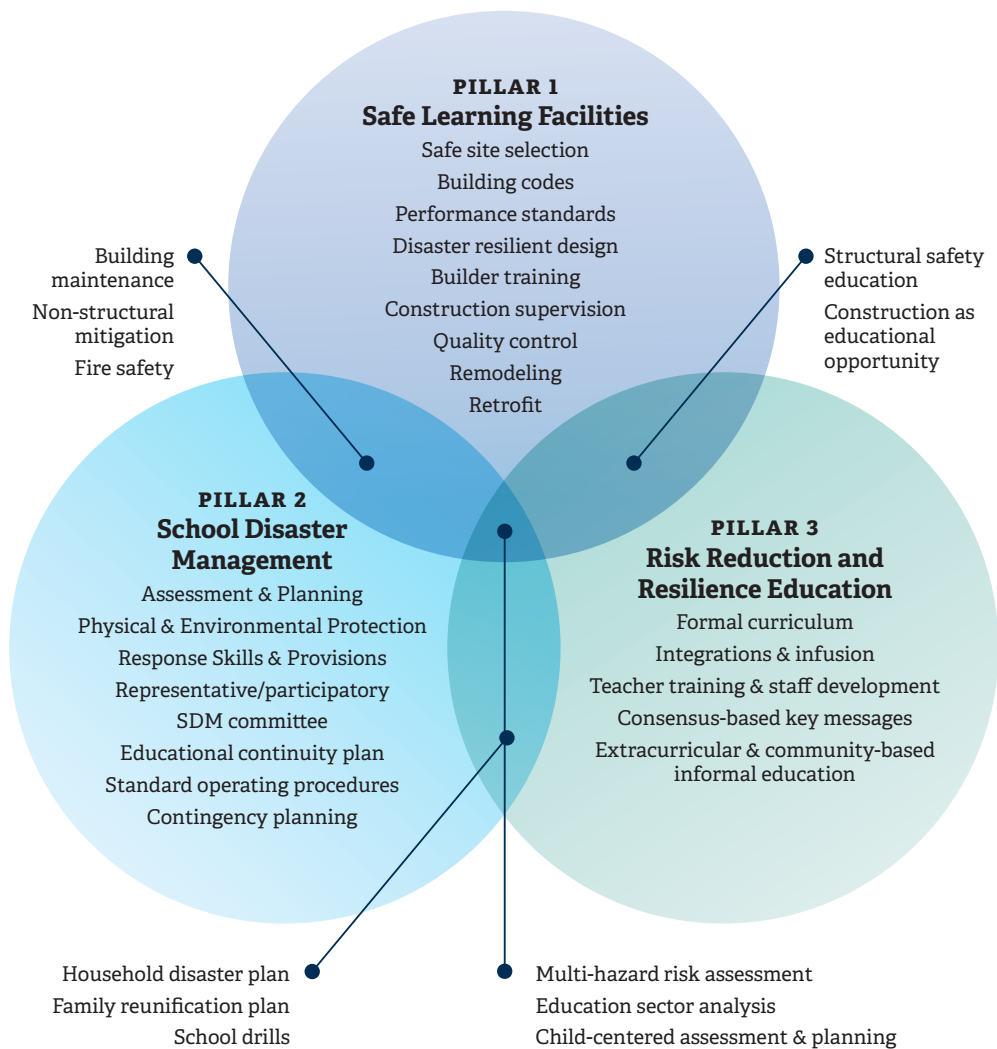 PILLAR 1
Safe Learning Facilities
Safe site selection
Building codes
Performance standards
Disaster resilient design
Builder training
Construction supervision
Quality control
Remodeling
Retrofit
Building
maintenance
Non-structural
mitigation
Fire safety
Structural safety
education
Construction as
educational
opportunity
PILLAR 2
School Disaster
Management
Assessment & Planning
Physical & Environmental Protection
Response Skills & Provisions
Representative/participatory
SDM committee
Educational continuity plan
Standard operating procedures
Contingency planning
PILLAR 3
Risk Reduction and
Resilience Education
Formal curriculum
Integrations & infusion
Teacher training & staff development
Consensus-based key messages
Extracurricular & community-based
informal education
Household disaster plan
Family reunification plan
School drills
Multi-hazard risk assessment
Education sector analysis
Child-centered assessment & planning